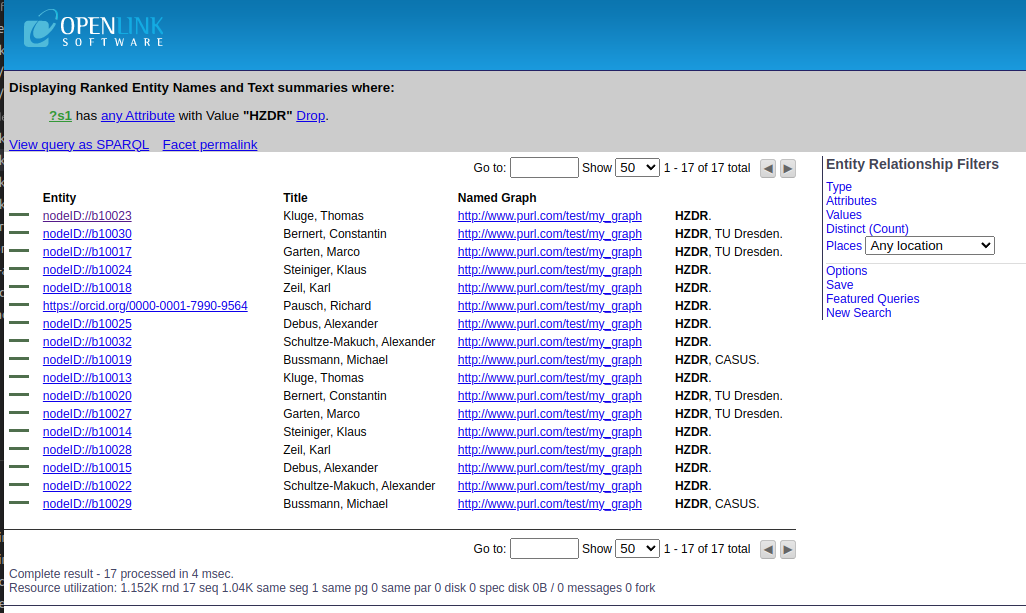 OPENLINK
SOFTWARE
Displaying Ranked Entity Names and Text summaries where:
?s1 has any Attribute with Value "HZDR" Drop.
View query as SPARQL Facet permalink
Go to: Show 50 1 - 17 of 17 total ◀ ▶
Entity Title Named Graph
nodeID://b10023 Kluge, Thomas http://www.purl.com/test/my_graph HZDR.
nodeID://b10030 Bernert, Constantin http://www.purl.com/test/my_graph HZDR, TU Dresden.
nodeID://b10017 Garten, Marco http://www.purl.com/test/my_graph HZDR, TU Dresden.
nodeID://b10024 Steiniger, Klaus http://www.purl.com/test/my_graph HZDR.
nodeID://b10018 Zeil, Karl http://www.purl.com/test/my_graph HZDR.
https://orcid.org/0000-0001-7990-9564 Pausch, Richard http://www.purl.com/test/my_graph HZDR.
nodeID://b10025 Debus, Alexander http://www.purl.com/test/my_graph HZDR.
nodeID://b10032 Schultze-Makuch, Alexander http://www.purl.com/test/my_graph HZDR.
nodeID://b10019 Bussmann, Michael http://www.purl.com/test/my_graph HZDR, CASUS.
nodeID://b10013 Kluge, Thomas http://www.purl.com/test/my_graph HZDR.
nodeID://b10020 Bernert, Constantin http://www.purl.com/test/my_graph HZDR, TU Dresden.
nodeID://b10027 Garten, Marco http://www.purl.com/test/my_graph HZDR, TU Dresden.
nodeID://b10014 Steiniger, Klaus http://www.purl.com/test/my_graph HZDR.
nodeID://b10028 Zeil, Karl http://www.purl.com/test/my_graph HZDR.
nodeID://b10015 Debus, Alexander http://www.purl.com/test/my_graph HZDR.
nodeID://b10022 Schultze-Makuch, Alexander http://www.purl.com/test/my_graph HZDR.
nodeID://b10029 Bussmann, Michael http://www.purl.com/test/my_graph HZDR, CASUS.
Go to: Show 50 1 - 17 of 17 total ◀ ▶
Complete result - 17 processed in 4 msec.
Resource utilization: 1.152K rnd 17 seq 1.04K same seg 1 same pg 0 same par 0 disk 0 spec disk 0B / 0 messages 0 fork
Entity Relationship Filters
Type
Attributes
Values
Distinct (Count)
Places Any location
Options
Save
Featured Queries
New Search